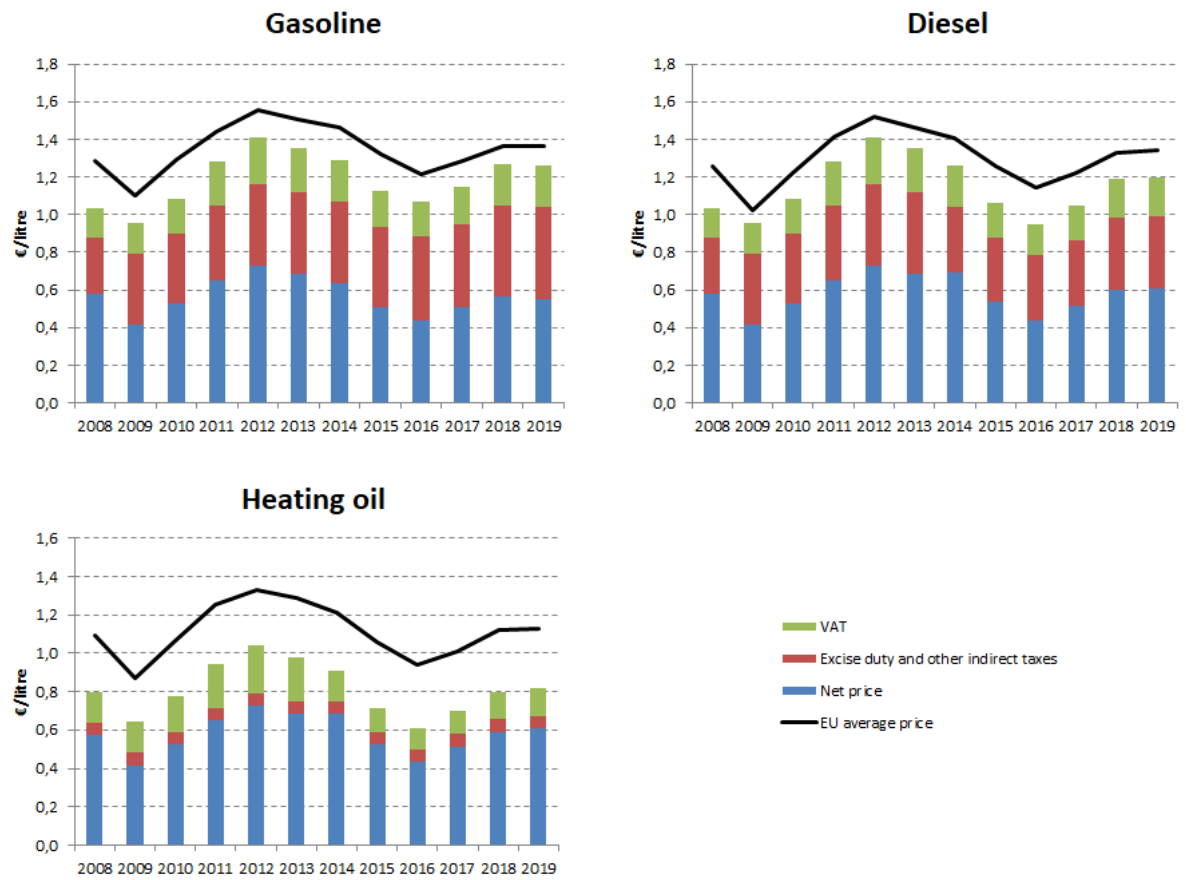 Gasoline
€/litre
1,8
1,6
1,4
1,2
1,0
0,8
0,6
0,4
0,2
0,0
2008 2009 2010 2011 2012 2013 2014 2015 2016 2017 2018 2019
Diesel
€/litre
1,8
1,6
1,4
1,2
1,0
0,8
0,6
0,4
0,2
0,0
2008 2009 2010 2011 2012 2013 2014 2015 2016 2017 2018 2019
Heating oil
€/litre
1,6
1,4
1,2
1,0
0,8
0,6
0,4
0,2
0,0
2008 2009 2010 2011 2012 2013 2014 2015 2016 2017 2018 2019
VAT
Excise duty and other indirect taxes
Net price
EU average price